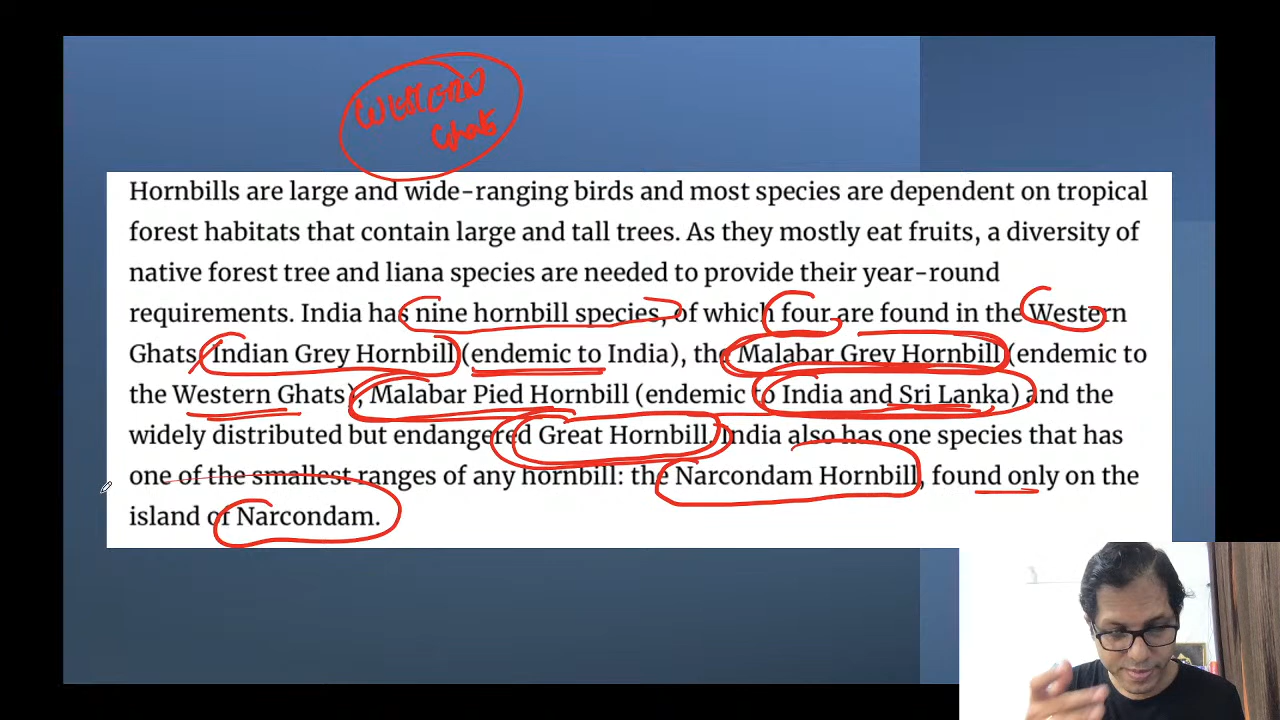 WESTERN
Ghats
Hornbills are large and wide-ranging birds and most species are dependent on tropical
forest habitats that contain large and tall trees. As they mostly eat fruits, a diversity of
native forest tree and liana species are needed to provide their year-round
requirements. India has nine hornbill species, of which four are found in the Western
Ghats: Indian Grey Hornbill (endemic to India), the Malabar Grey Hornbill (endemic to
the Western Ghats), Malabar Pied Hornbill (endemic to India and Sri Lanka) and the
widely distributed but endangered Great Hornbill. India also has one species that has
one of the smallest ranges of any hornbill: the Narcondam Hornbill, found only on the
island of Narcondam.